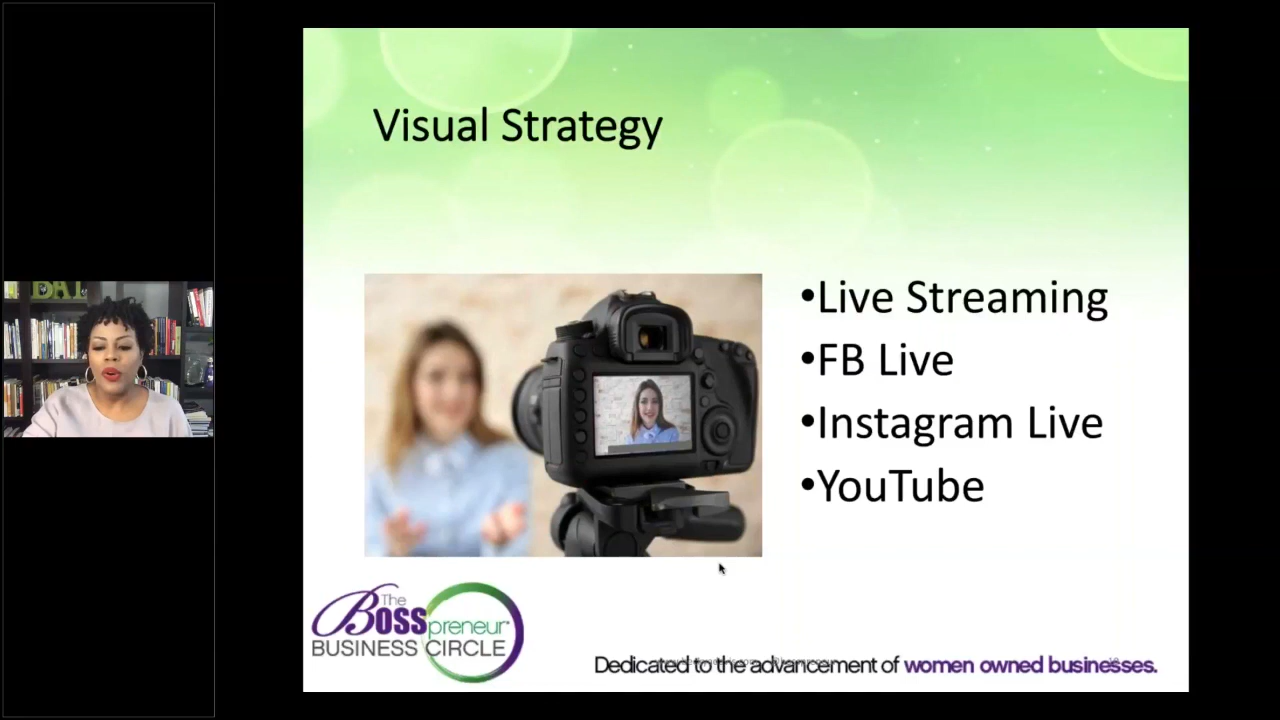 Visual Strategy
•Live Streaming
•FB Live
•Instagram Live
•YouTube
The
BOSSpreneur®
BUSINESS CIRCLE
Dedicated to the advancement of women owned businesses.